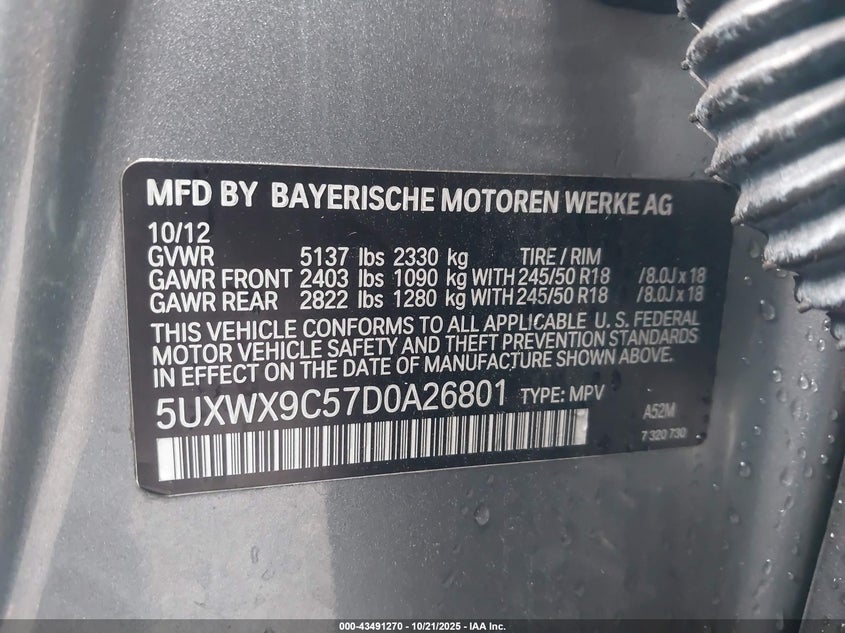 MFD BY BAYERISCHE MOTOREN WERKE AG
10/12
GVWR 5137 lbs 2330 kg TIRE / RIM
GAWR FRONT 2403 lbs 1090 kg WITH 245/50 R18 /8.0J x 18
GAWR REAR 2822 lbs 1280 kg WITH 245/50 R18 /8.0J x 18
THIS VEHICLE CONFORMS TO ALL APPLICABLE U. S. FEDERAL
MOTOR VEHICLE SAFETY AND THEFT PREVENTION STANDARDS
IN EFFECT ON THE DATE OF MANUFACTURE SHOWN ABOVE.
5UXWX9C57D0A26801 TYPE: MPV A52M
7 320 730
000-43491270 - 10/21/2025 - IAA Inc.